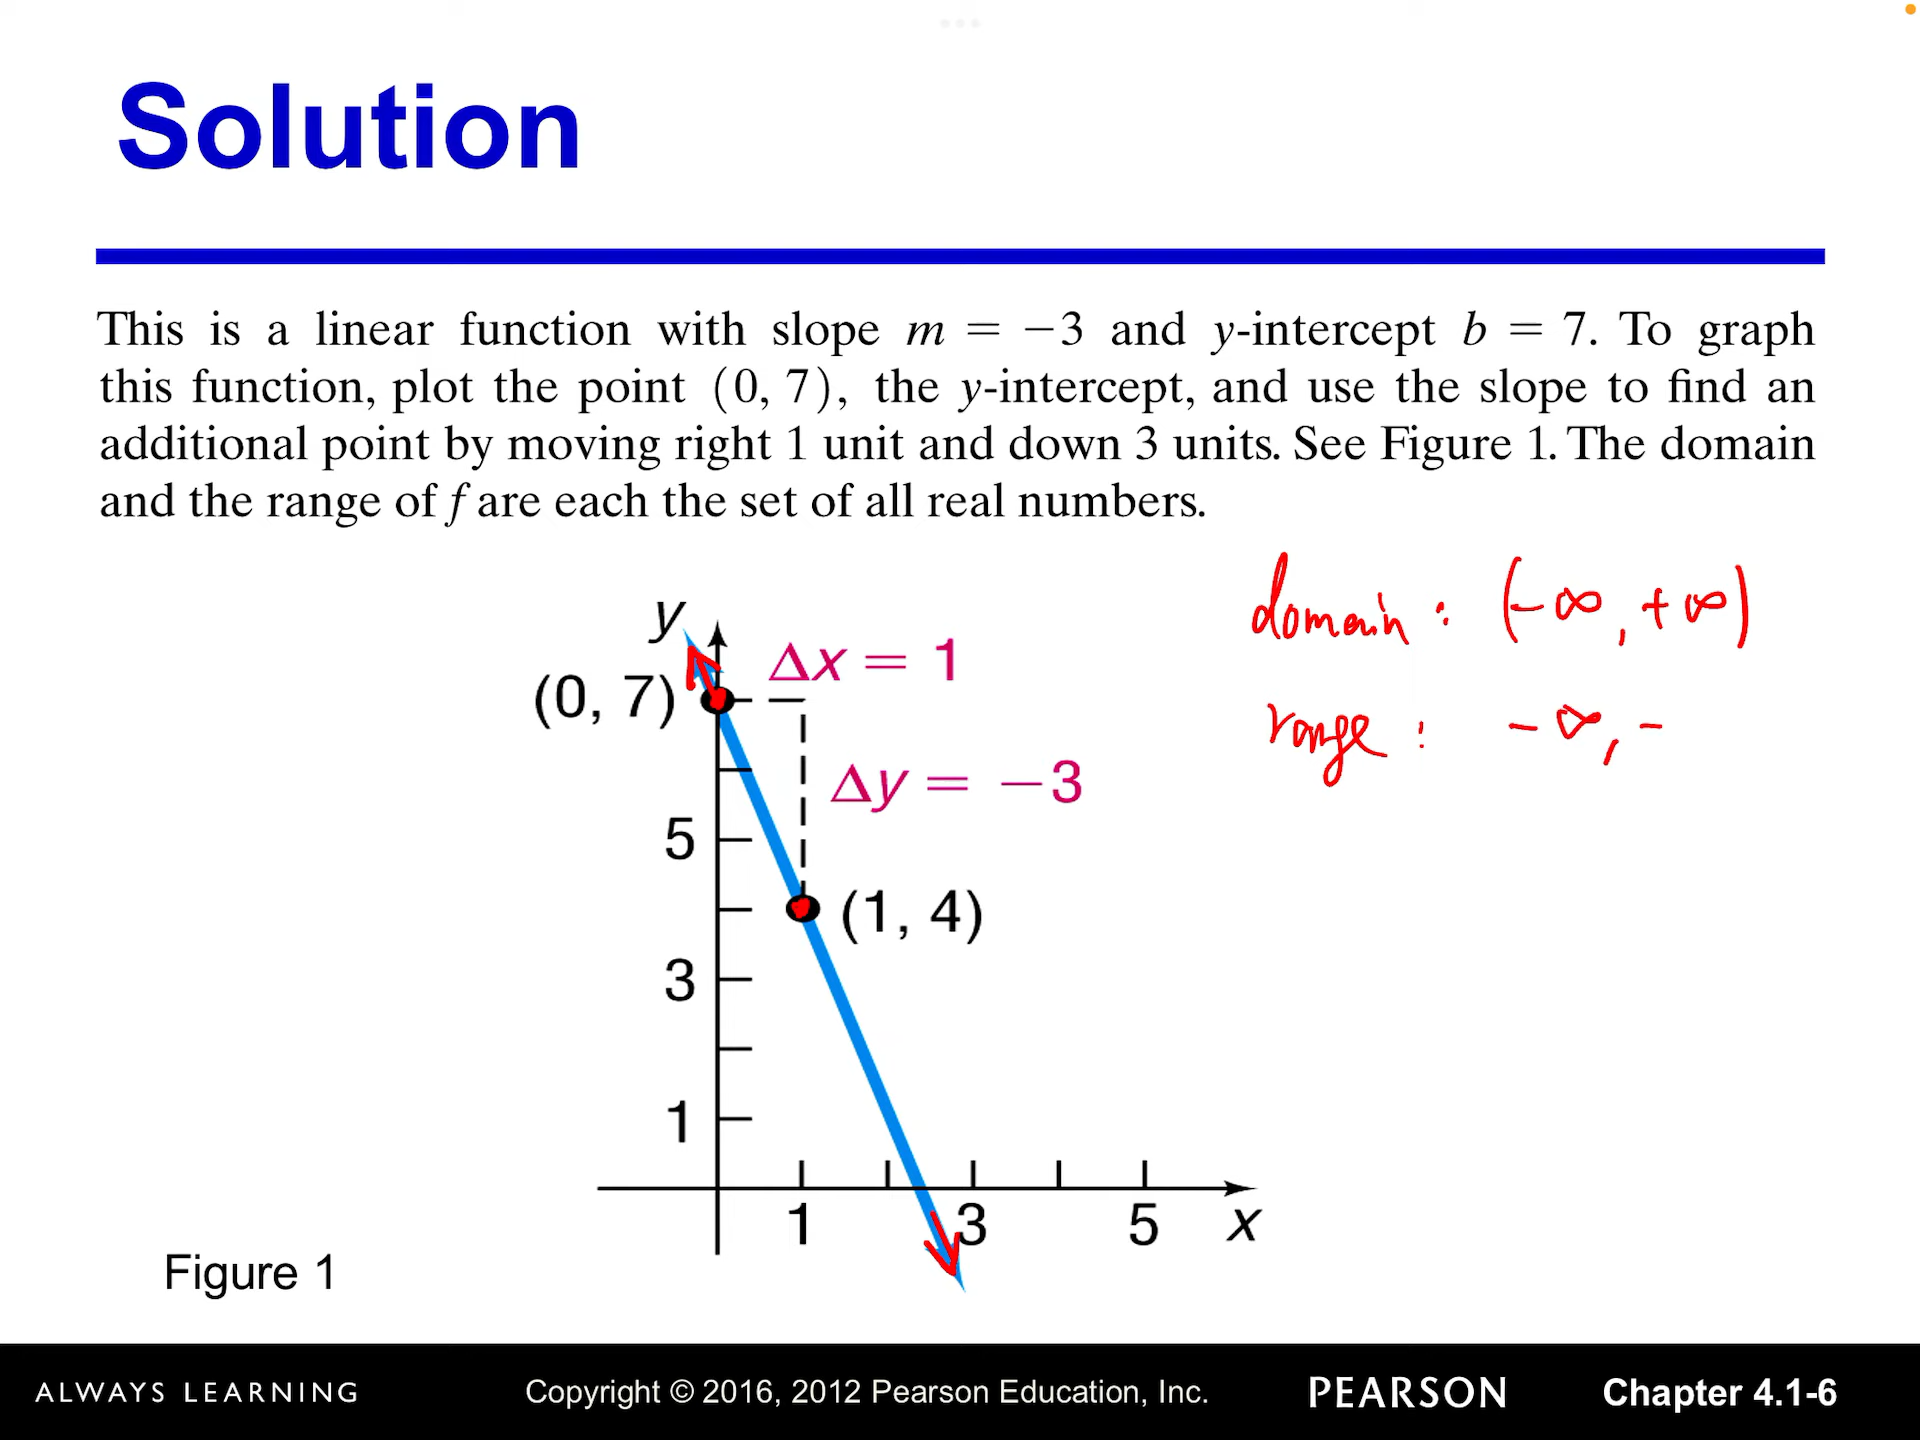 Solution
This is a linear function with slope m = −3 and y-intercept b = 7. To graph
this function, plot the point (0, 7), the y-intercept, and use the slope to find an
additional point by moving right 1 unit and down 3 units. See Figure 1. The domain
and the range of f are each the set of all real numbers.
domain : (-∞, +∞)
range : -∞, -
y
Δx = 1
(0, 7)
Δy = −3
5
(1, 4)
3
1
1 3 5 x
Figure 1
ALWAYS LEARNING
Copyright © 2016, 2012 Pearson Education, Inc.
PEARSON
Chapter 4.1-6